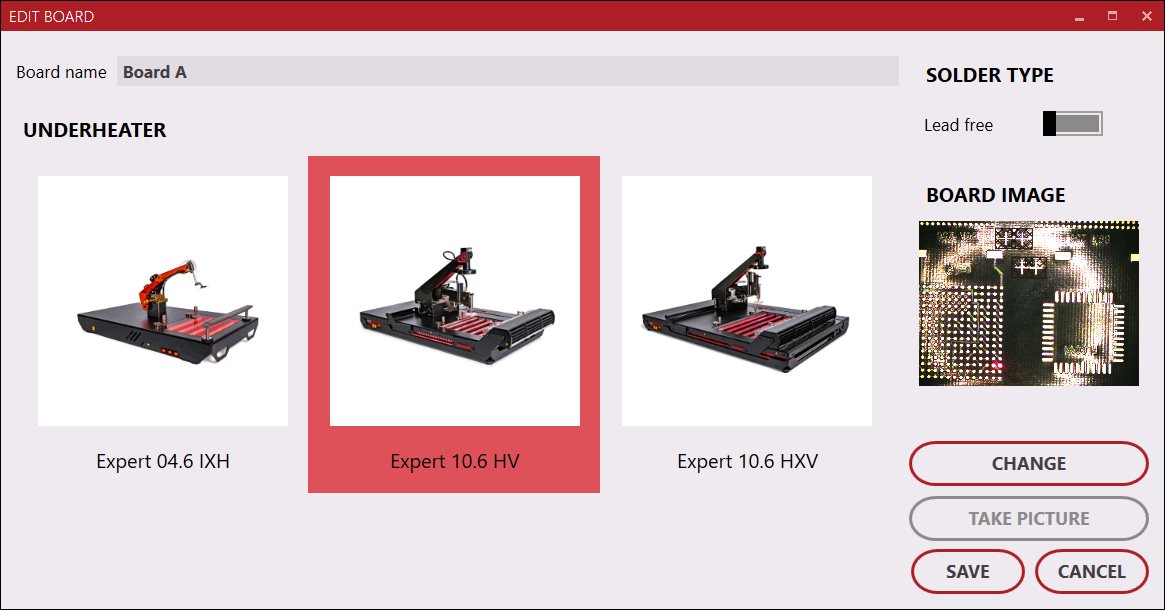 EDIT BOARD
Board name Board A
UNDERHEATER
Expert 04.6 IXH
Expert 10.6 HV
Expert 10.6 HXV
SOLDER TYPE
Lead free
BOARD IMAGE
CHANGE
TAKE PICTURE
SAVE
CANCEL